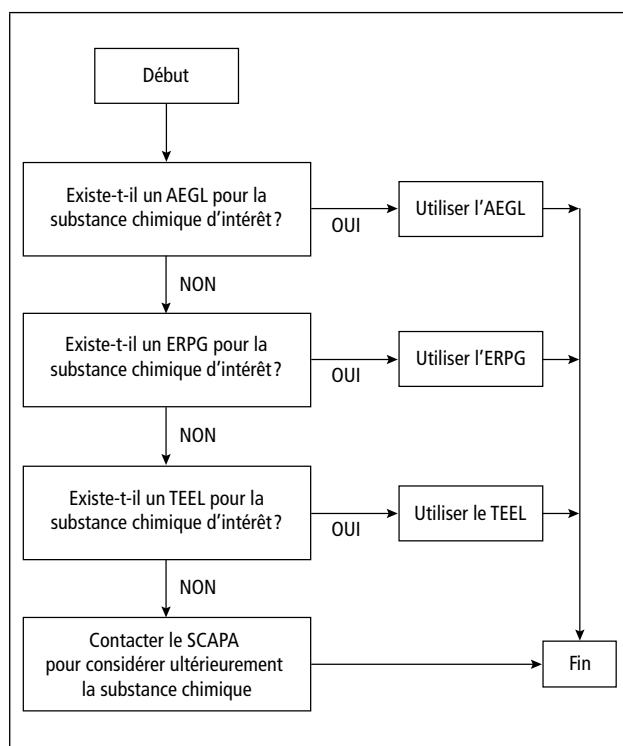 Début
Existe-t-il un AEGL pour la
substance chimique d'intérêt ?
OUI
Utiliser l'AEGL
NON
Existe-t-il un ERPG pour la
substance chimique d'intérêt ?
OUI
Utiliser l'ERPG
NON
Existe-t-il un TEEL pour la
substance chimique d'intérêt ?
OUI
Utiliser le TEEL
NON
Contacter le SCAPA
pour considérer ultérieurement
la substance chimique
Fin